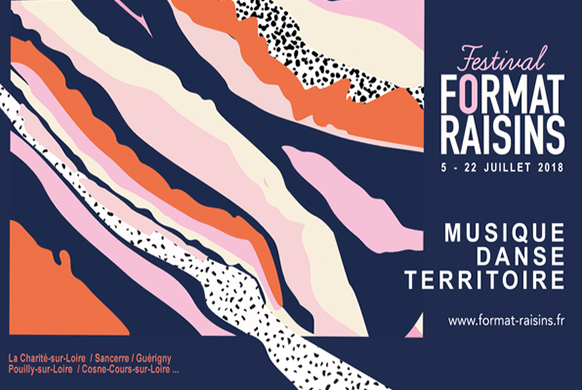 Festival
FORMAT
RAISINS
5 - 22 JUILLET 2018
MUSIQUE
DANSE
TERRITOIRE
www.format-raisins.fr
La Charité-sur-Loire / Sancerre / Guérigny
Pouilly-sur-Loire / Cosne-Cours-sur-Loire ...